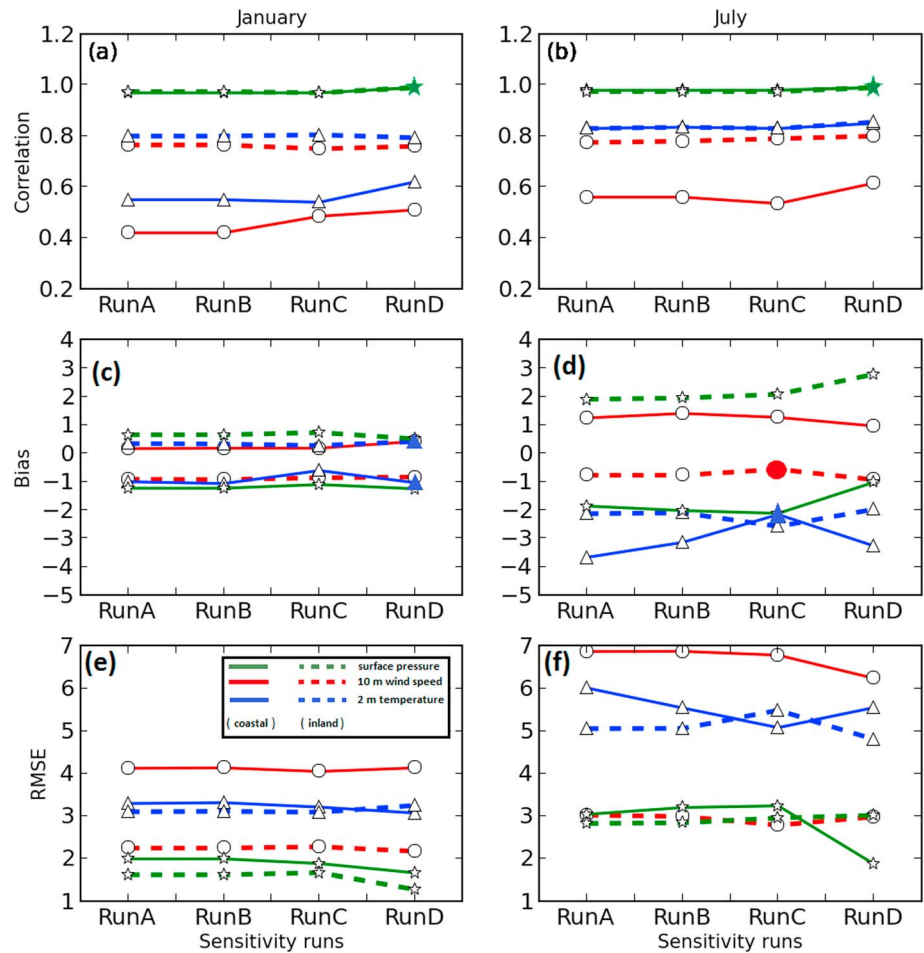 January
July
(a)
(b)
1.2
1.0
0.8
0.6
0.4
0.2
Correlation
RunA RunB RunC RunD
1.2
1.0
0.8
0.6
0.4
0.2
RunA RunB RunC RunD
(c)
4
3
2
1
0
−1
−2
−3
−4
−5
Bias
RunA RunB RunC RunD
(d)
4
3
2
1
0
−1
−2
−3
−4
−5
RunA RunB RunC RunD
(e)
7
6
5
4
3
2
1
RMSE
surface pressure
10 m wind speed
2 m temperature
( coastal ) ( inland )
RunA RunB RunC RunD
Sensitivity runs
(f)
7
6
5
4
3
2
1
RunA RunB RunC RunD
Sensitivity runs